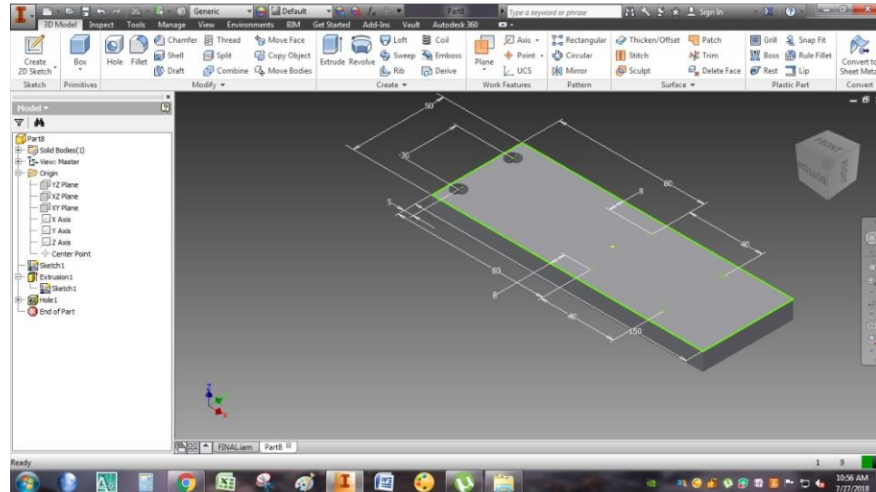 Generic Default Part8 Type a keyword or phrase Sign In
3D Model Inspect Tools Manage View Environments BIM Get Started Add-Ins Vault Autodesk 360
Create 2D Sketch
Box
Hole Fillet
Chamfer Thread Move Face
Shell Split Copy Object
Draft Combine Move Bodies
Extrude Revolve
Loft Coil
Sweep Emboss
Rib Derive
Plane
Axis
Point
UCS
Rectangular
Circular
Mirror
Thicken/Offset Patch
Stitch Trim
Sculpt Delete Face
Grill Snap Fit
Boss Rule Fillet
Rest Lip
Convert to Sheet Meta
Sketch Primitives Modify Create Work Features Pattern Surface Plastic Part Convert
Model
Part8
Solid Bodies(1)
View: Master
Origin
YZ Plane
XZ Plane
XY Plane
X Axis
Y Axis
Z Axis
Center Point
Sketch1
Extrusion1
Sketch1
Hole1
End of Part
50
30
5
80
8
40
80
8
40
150
FRONT
RIGHT
BOTTOM
Z
X
FINAL.iam Part8
Ready 1 9
10:56 AM
7/27/2018